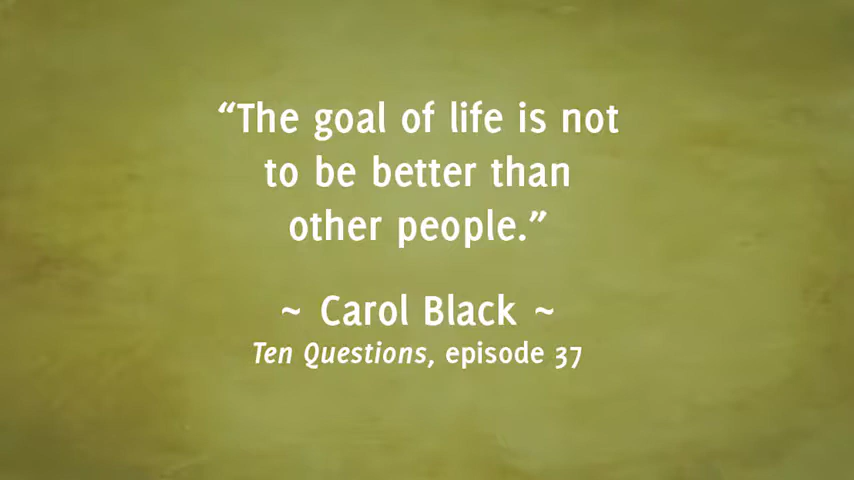 “The goal of life is not
to be better than
other people.”
~ Carol Black ~
Ten Questions, episode 37